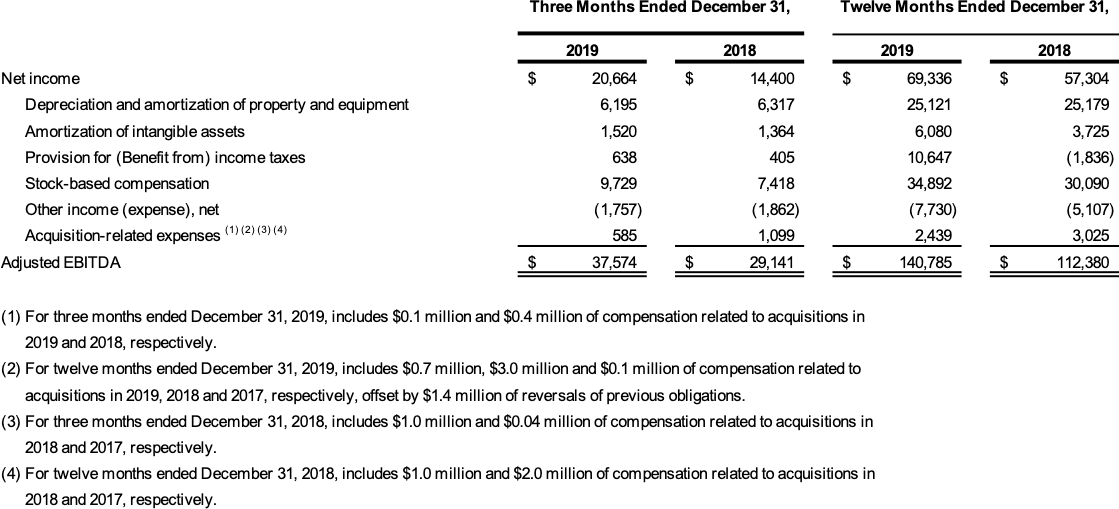 Three Months Ended December 31, Twelve Months Ended December 31,
2019 2018 2019 2018
Net income $ 20,664 $ 14,400 $ 69,336 $ 57,304
Depreciation and amortization of property and equipment 6,195 6,317 25,121 25,179
Amortization of intangible assets 1,520 1,364 6,080 3,725
Provision for (Benefit from) income taxes 638 405 10,647 (1,836)
Stock-based compensation 9,729 7,418 34,892 30,090
Other income (expense), net (1,757) (1,862) (7,730) (5,107)
Acquisition-related expenses (1) (2) (3) (4) 585 1,099 2,439 3,025
Adjusted EBITDA $ 37,574 $ 29,141 $ 140,785 $ 112,380
(1) For three months ended December 31, 2019, includes $0.1 million and $0.4 million of compensation related to acquisitions in
2019 and 2018, respectively.
(2) For twelve months ended December 31, 2019, includes $0.7 million, $3.0 million and $0.1 million of compensation related to
acquisitions in 2019, 2018 and 2017, respectively, offset by $1.4 million of reversals of previous obligations.
(3) For three months ended December 31, 2018, includes $1.0 million and $0.04 million of compensation related to acquisitions in
2018 and 2017, respectively.
(4) For twelve months ended December 31, 2018, includes $1.0 million and $2.0 million of compensation related to acquisitions in
2018 and 2017, respectively.